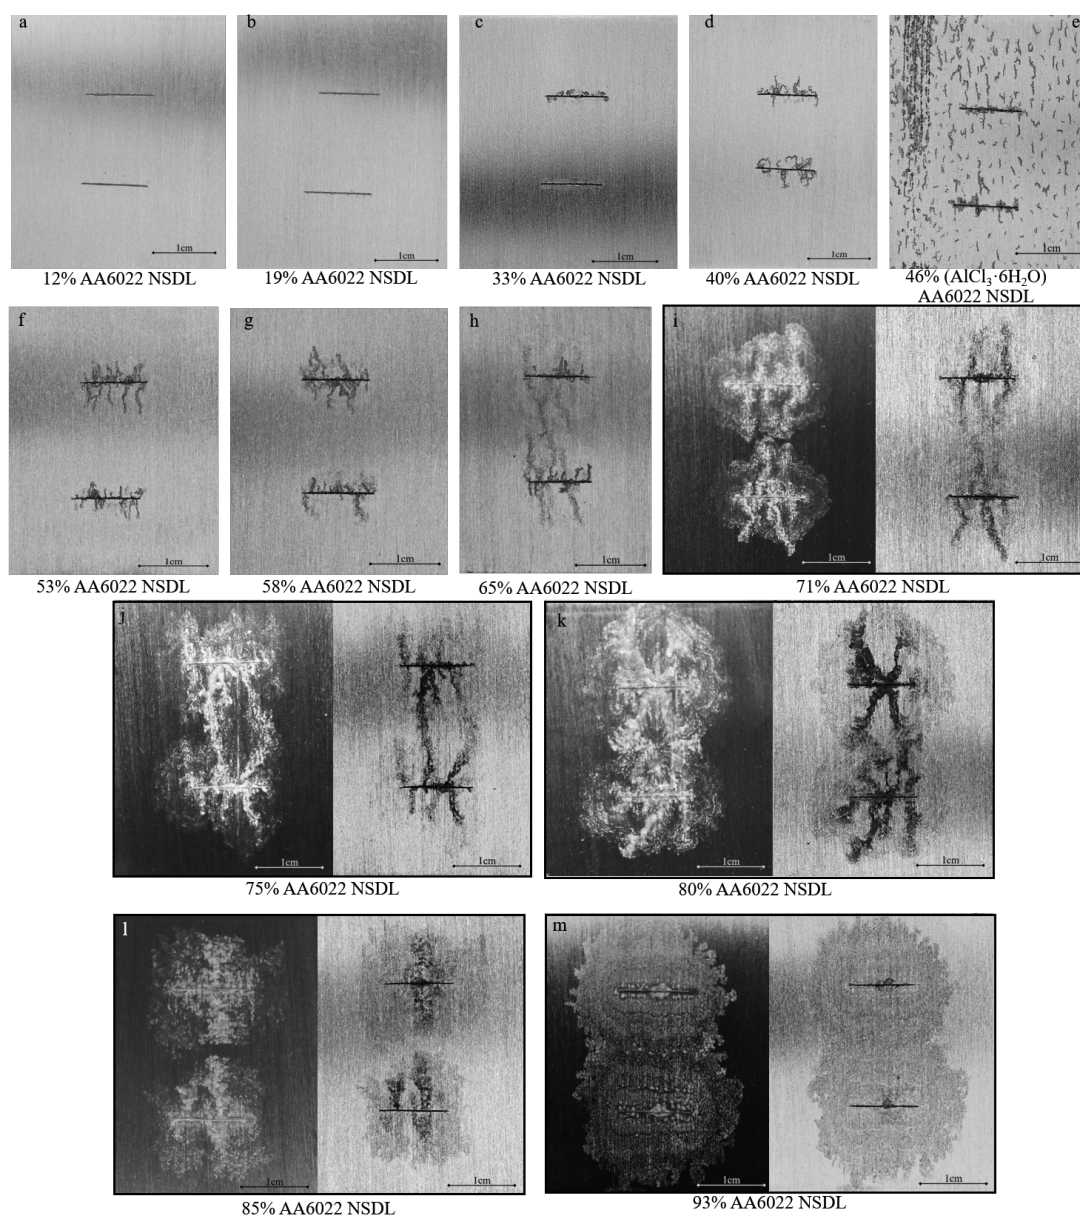 a
b
c
d
e
1cm
1cm
1cm
1cm
1cm
12% AA6022 NSDL
19% AA6022 NSDL
33% AA6022 NSDL
40% AA6022 NSDL
46% (AlCl₃·6H₂O)
AA6022 NSDL
f
g
h
i
1cm
1cm
1cm
1cm
1cm
53% AA6022 NSDL
58% AA6022 NSDL
65% AA6022 NSDL
71% AA6022 NSDL
j
k
1cm
1cm
1cm
1cm
75% AA6022 NSDL
80% AA6022 NSDL
l
m
1cm
1cm
1cm
1cm
85% AA6022 NSDL
93% AA6022 NSDL